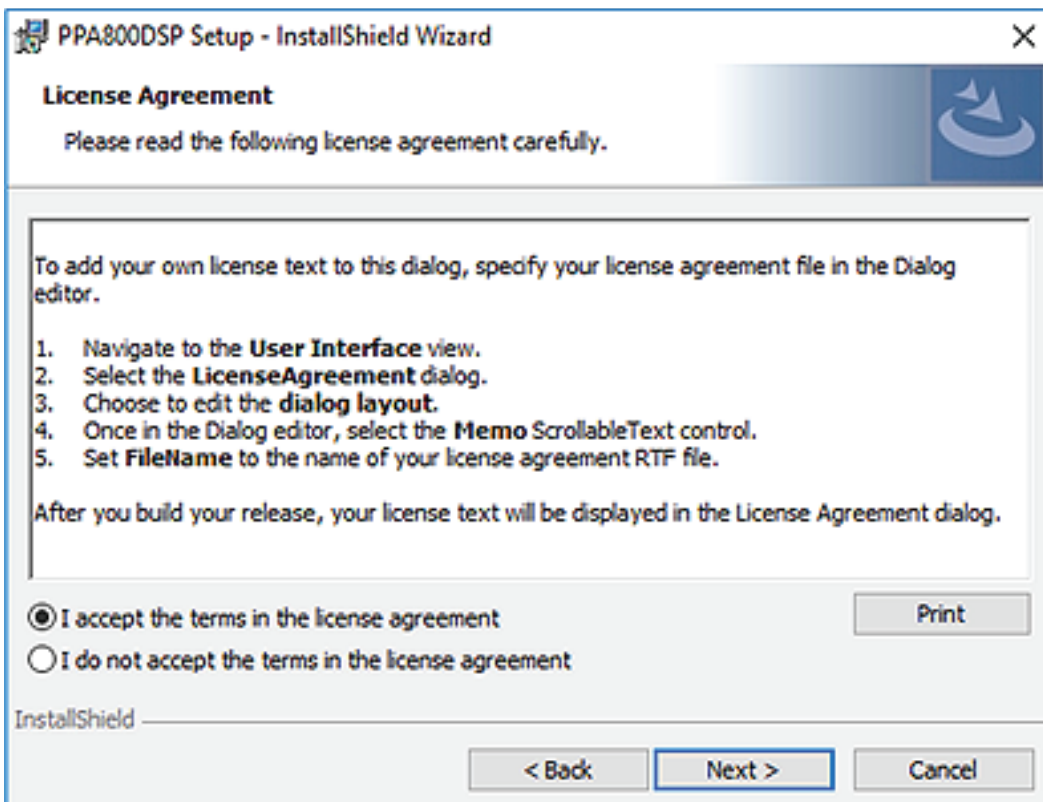 PPA800DSP Setup - InstallShield Wizard
License Agreement
Please read the following license agreement carefully.
To add your own license text to this dialog, specify your license agreement file in the Dialog
editor.
1. Navigate to the User Interface view.
2. Select the LicenseAgreement dialog.
3. Choose to edit the dialog layout.
4. Once in the Dialog editor, select the Memo ScrollableText control.
5. Set FileName to the name of your license agreement RTF file.
After you build your release, your license text will be displayed in the License Agreement dialog.
I accept the terms in the license agreement
Print
I do not accept the terms in the license agreement
InstallShield
< Back
Next >
Cancel